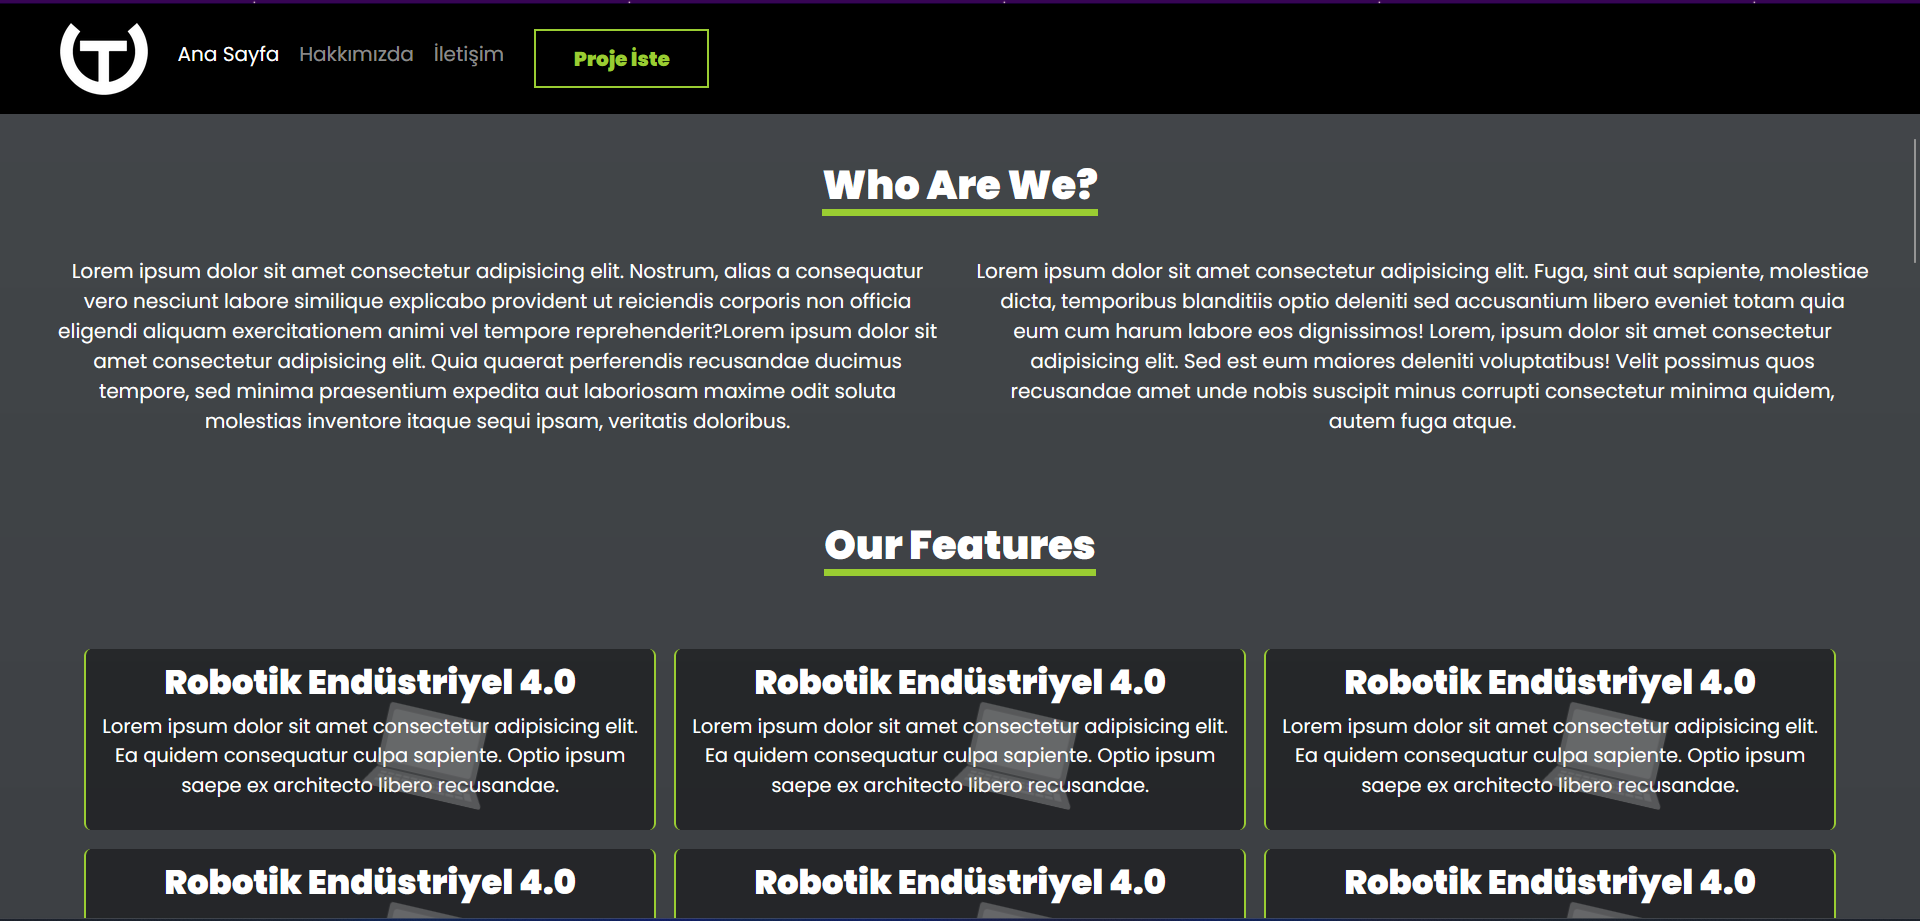 Ana Sayfa Hakkımızda İletişim Proje İste
Who Are We?
Lorem ipsum dolor sit amet consectetur adipisicing elit. Nostrum, alias a consequatur
vero nesciunt labore similique explicabo provident ut reiciendis corporis non officia
eligendi aliquam exercitationem animi vel tempore reprehenderit?Lorem ipsum dolor sit
amet consectetur adipisicing elit. Quia quaerat perferendis recusandae ducimus
tempore, sed minima praesentium expedita aut laboriosam maxime odit soluta
molestias inventore itaque sequi ipsam, veritatis doloribus.
Lorem ipsum dolor sit amet consectetur adipisicing elit. Fuga, sint aut sapiente, molestiae
dicta, temporibus blanditiis optio deleniti sed accusantium libero eveniet totam quia
eum cum harum labore eos dignissimos! Lorem, ipsum dolor sit amet consectetur
adipisicing elit. Sed est eum maiores deleniti voluptatibus! Velit possimus quos
recusandae amet unde nobis suscipit minus corrupti consectetur minima quidem,
autem fuga atque.
Our Features
Robotik Endüstriyel 4.0
Lorem ipsum dolor sit amet consectetur adipisicing elit.
Ea quidem consequatur culpa sapiente. Optio ipsum
saepe ex architecto libero recusandae.
Robotik Endüstriyel 4.0
Lorem ipsum dolor sit amet consectetur adipisicing elit.
Ea quidem consequatur culpa sapiente. Optio ipsum
saepe ex architecto libero recusandae.
Robotik Endüstriyel 4.0
Lorem ipsum dolor sit amet consectetur adipisicing elit.
Ea quidem consequatur culpa sapiente. Optio ipsum
saepe ex architecto libero recusandae.
Robotik Endüstriyel 4.0
Robotik Endüstriyel 4.0
Robotik Endüstriyel 4.0